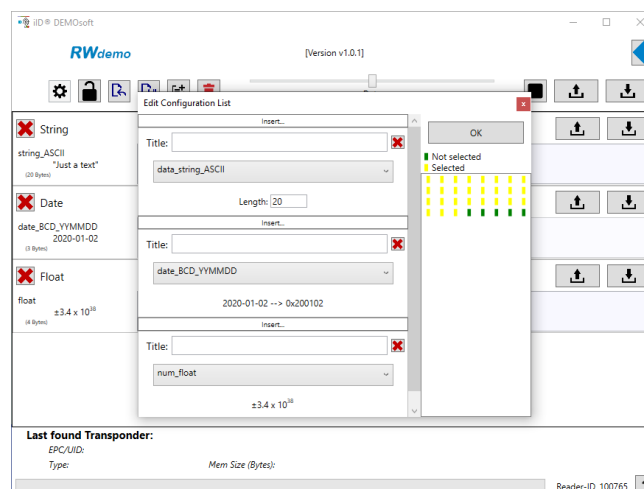 iID® DEMOsoft
RWdemo
[Version v1.0.1]
Edit Configuration List
Insert...
Title:
data_string_ASCII
Length: 20
Insert...
Title:
date_BCD_YYMMDD
2020-01-02 --> 0x200102
Insert...
Title:
num_float
±3.4 x 10³⁸
OK
Not selected
Selected
String
string_ASCII
"Just a text"
(20 Bytes)
Date
date_BCD_YYMMDD
2020-01-02
(3 Bytes)
Float
float
±3.4 x 10³⁸
(4 Bytes)
Last found Transponder:
EPC/UID:
Type:
Mem Size (Bytes):
Reader-ID 100765